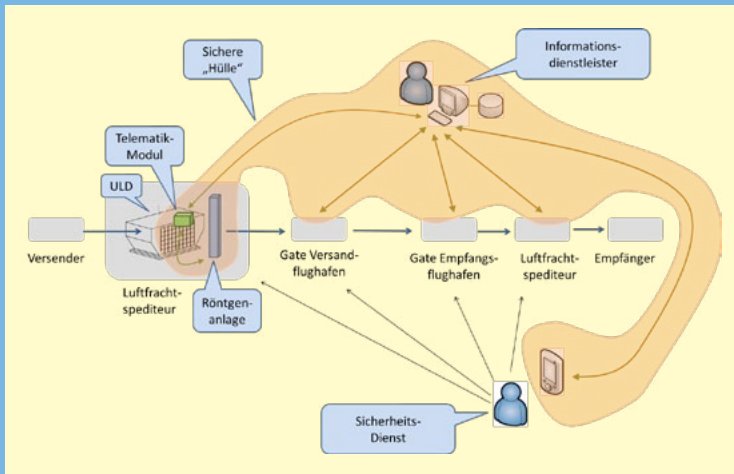 Sichere
„Hülle“
Informations-
dienstleister
Telematik-
Modul
ULD
Versender
Luftfracht-
spediteur
Röntgen-
anlage
Gate Versand-
flughafen
Gate Empfangs-
flughafen
Luftfracht-
spediteur
Empfänger
Sicherheits-
Dienst